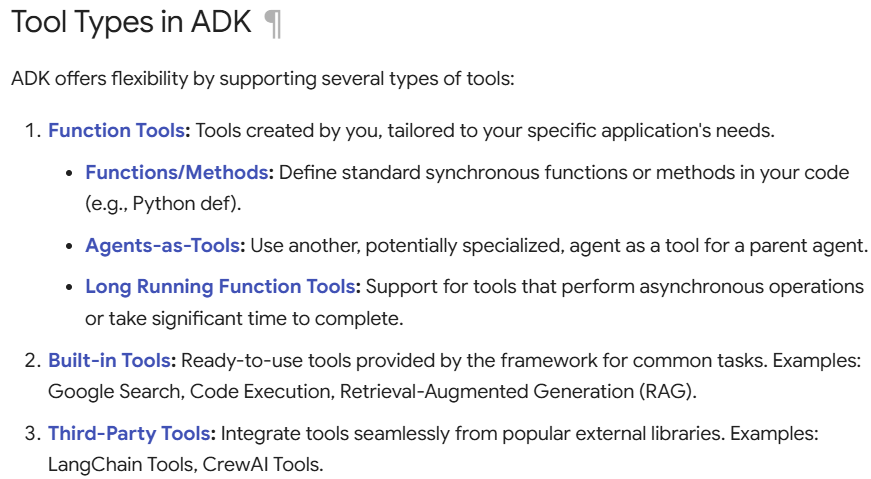 Tool Types in ADK ¶
ADK offers flexibility by supporting several types of tools:
1. Function Tools: Tools created by you, tailored to your specific application's needs.
• Functions/Methods: Define standard synchronous functions or methods in your code
(e.g., Python def).
• Agents-as-Tools: Use another, potentially specialized, agent as a tool for a parent agent.
• Long Running Function Tools: Support for tools that perform asynchronous operations
or take significant time to complete.
2. Built-in Tools: Ready-to-use tools provided by the framework for common tasks. Examples:
Google Search, Code Execution, Retrieval-Augmented Generation (RAG).
3. Third-Party Tools: Integrate tools seamlessly from popular external libraries. Examples:
LangChain Tools, CrewAI Tools.